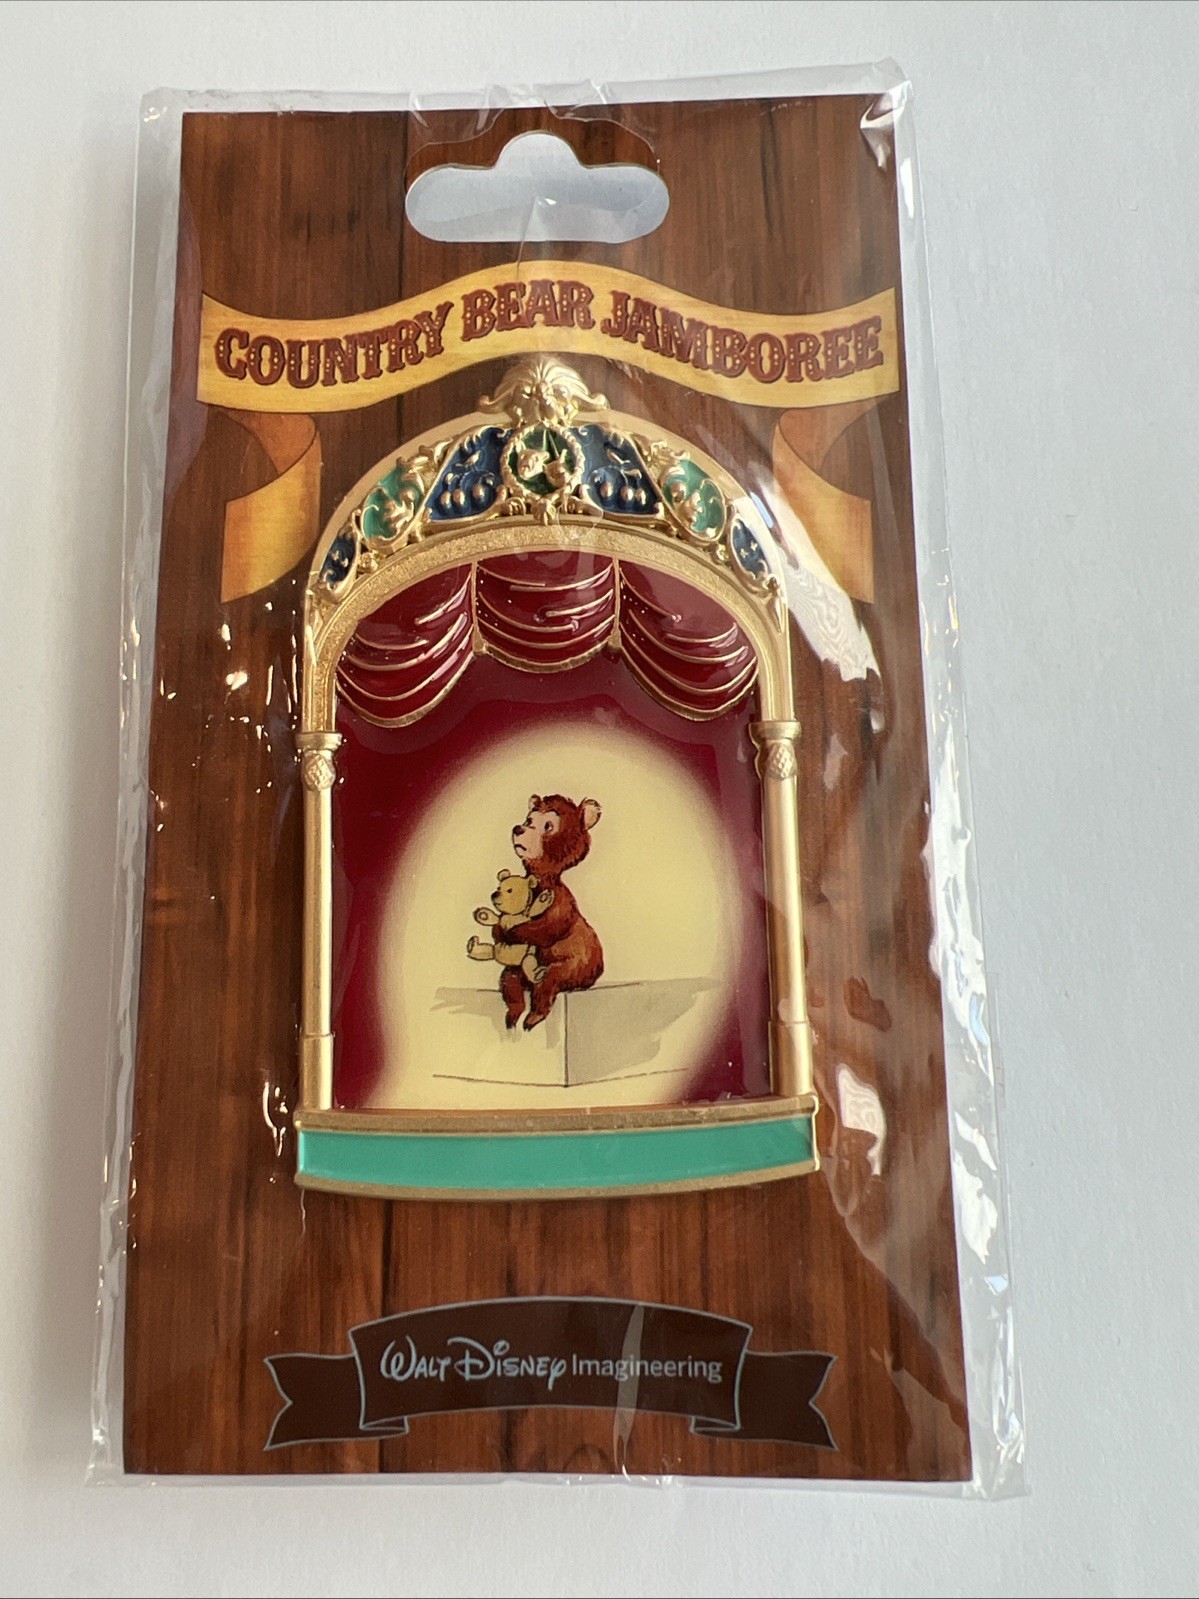 COUNTRY BEAR JAMBOREE
WALT DISNEY Imagineering